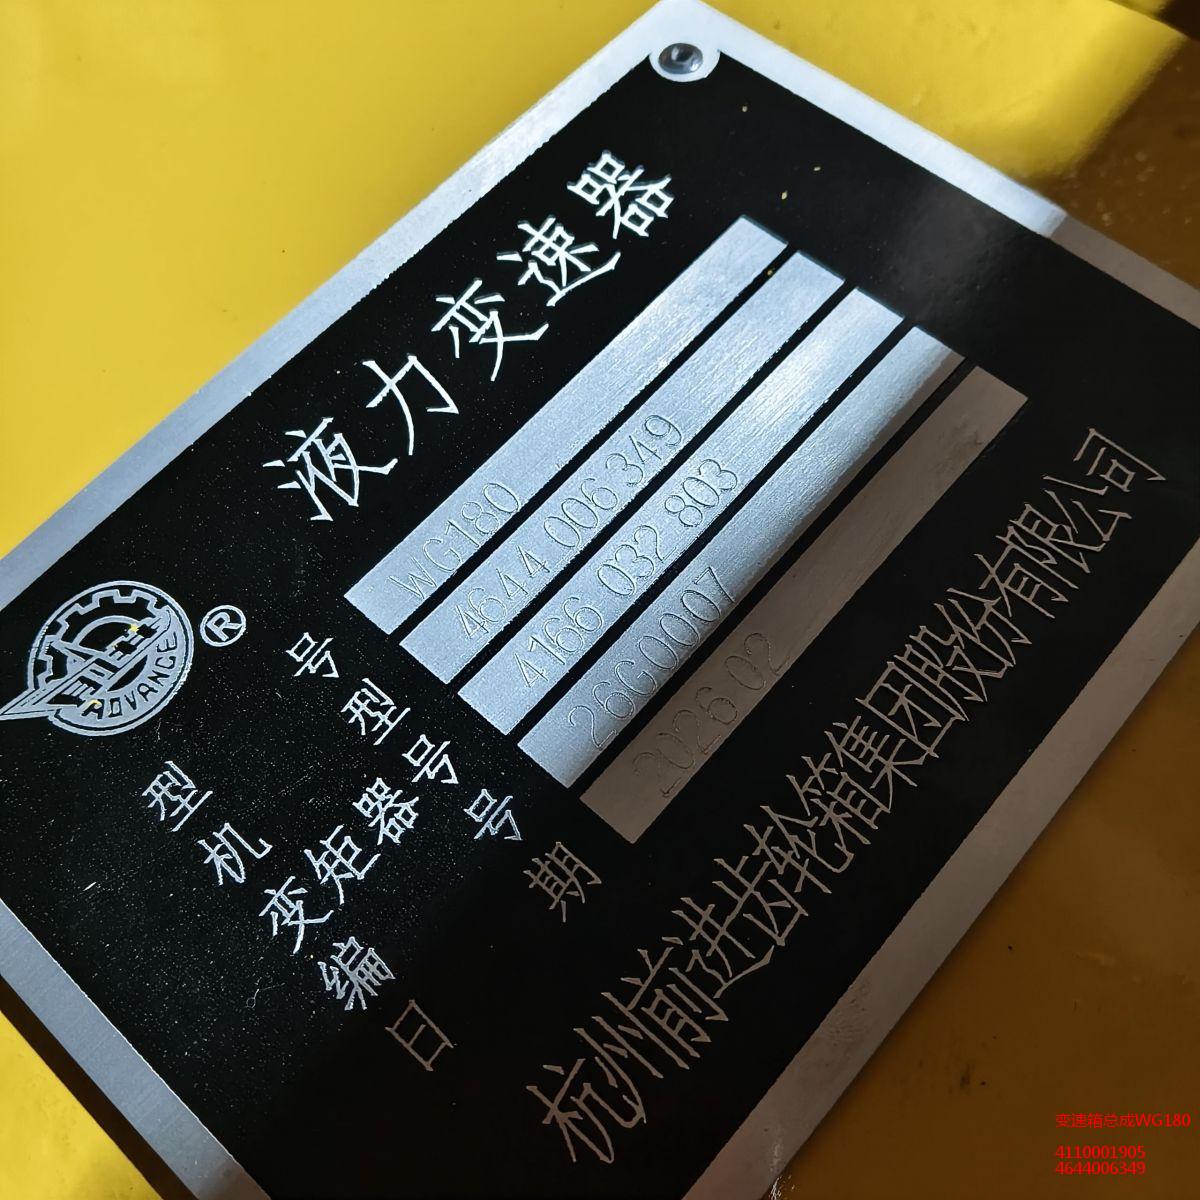 液力变速器
ADVANCE ®
型号 WG180
机型 4644 006 349
变矩器号 4166 032 803
编号 26G0007
日期 2026 02
杭州前进齿轮箱集团股份有限公司
变速箱总成WG180
4110001905
4644006349